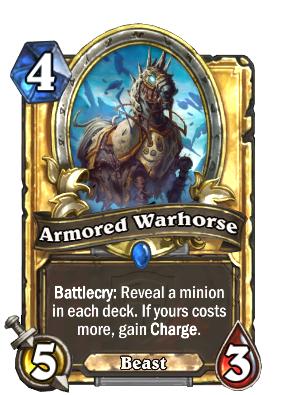 4
Armored Warhorse
Battlecry: Reveal a minion
in each deck. If yours costs
more, gain Charge.
5
Beast
3